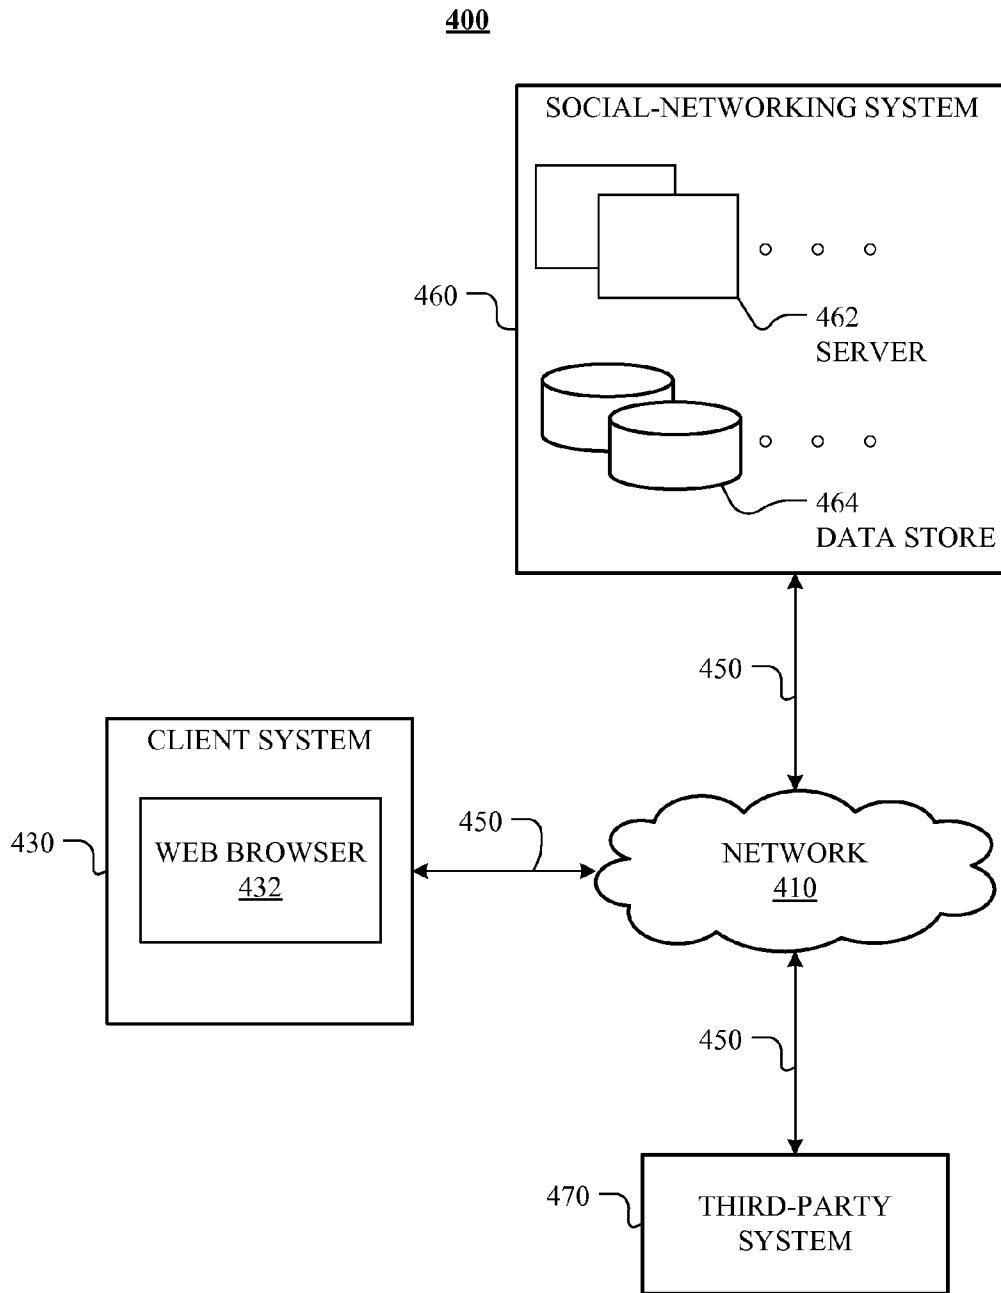 400
SOCIAL-NETWORKING SYSTEM
460
462
SERVER
464
DATA STORE
450
CLIENT SYSTEM
430
WEB BROWSER
432
450
NETWORK
410
450
470
THIRD-PARTY
SYSTEM